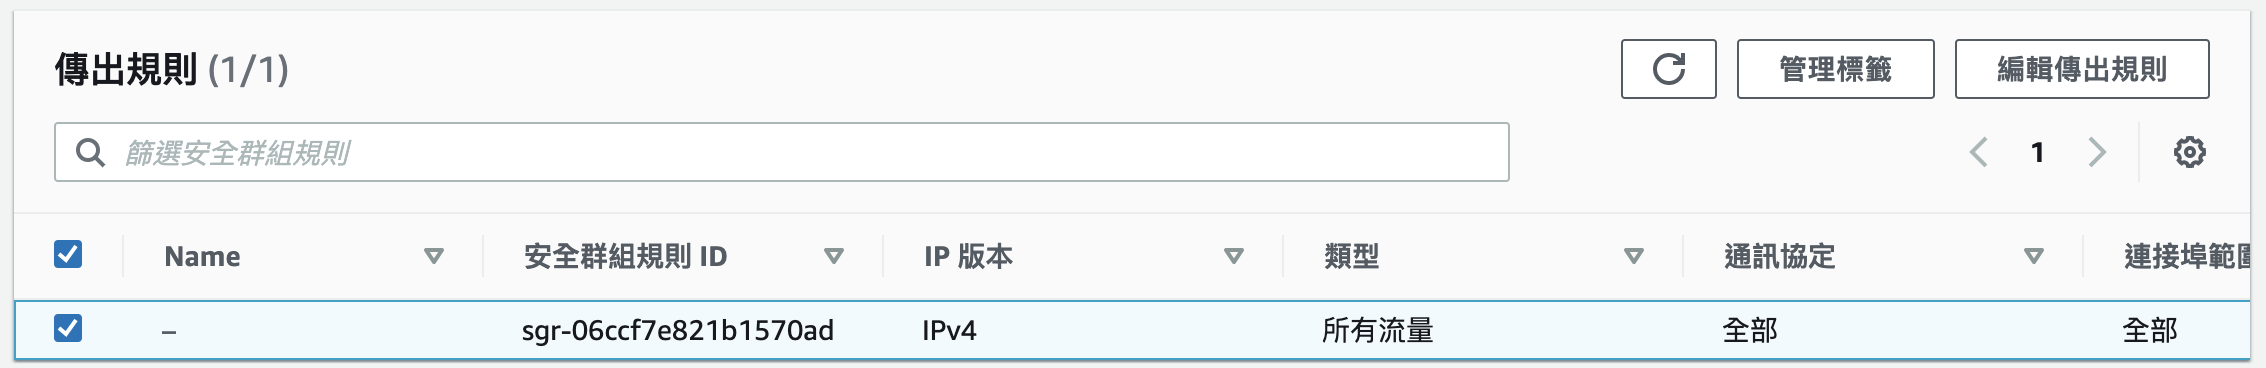 傳出規則 (1/1)
管理標籤
編輯傳出規則
篩選安全群組規則
1
Name 安全群組規則 ID IP 版本 類型 通訊協定 連接埠範圍
– sgr-06ccf7e821b1570ad IPv4 所有流量 全部 全部